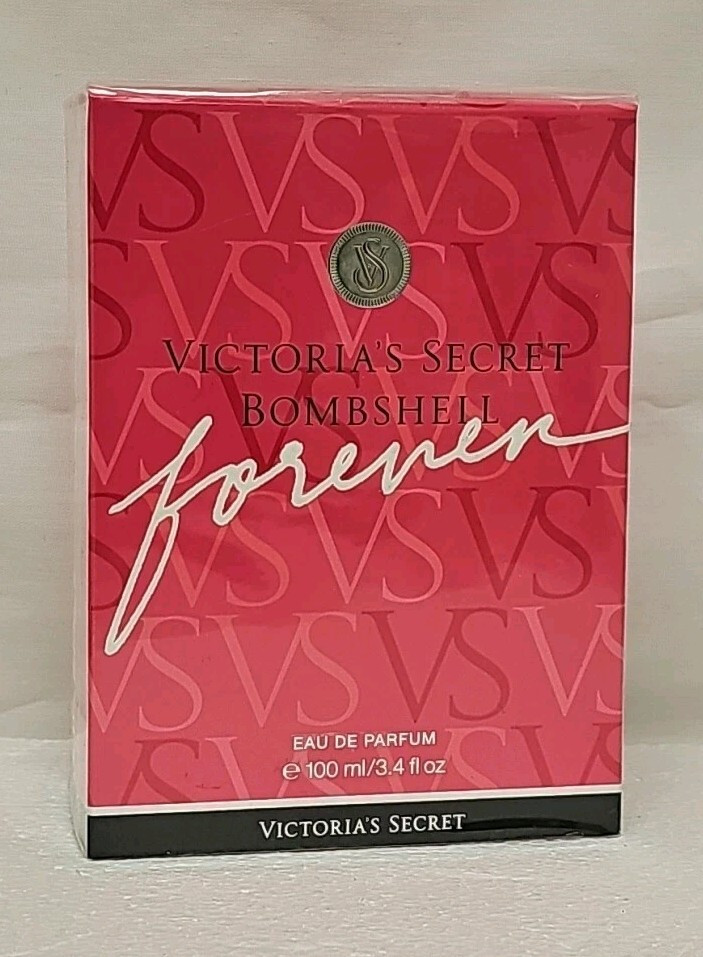 VICTORIA'S SECRET
BOMBSHELL
forever
EAU DE PARFUM
e 100 ml/3.4 fl oz
VICTORIA'S SECRET